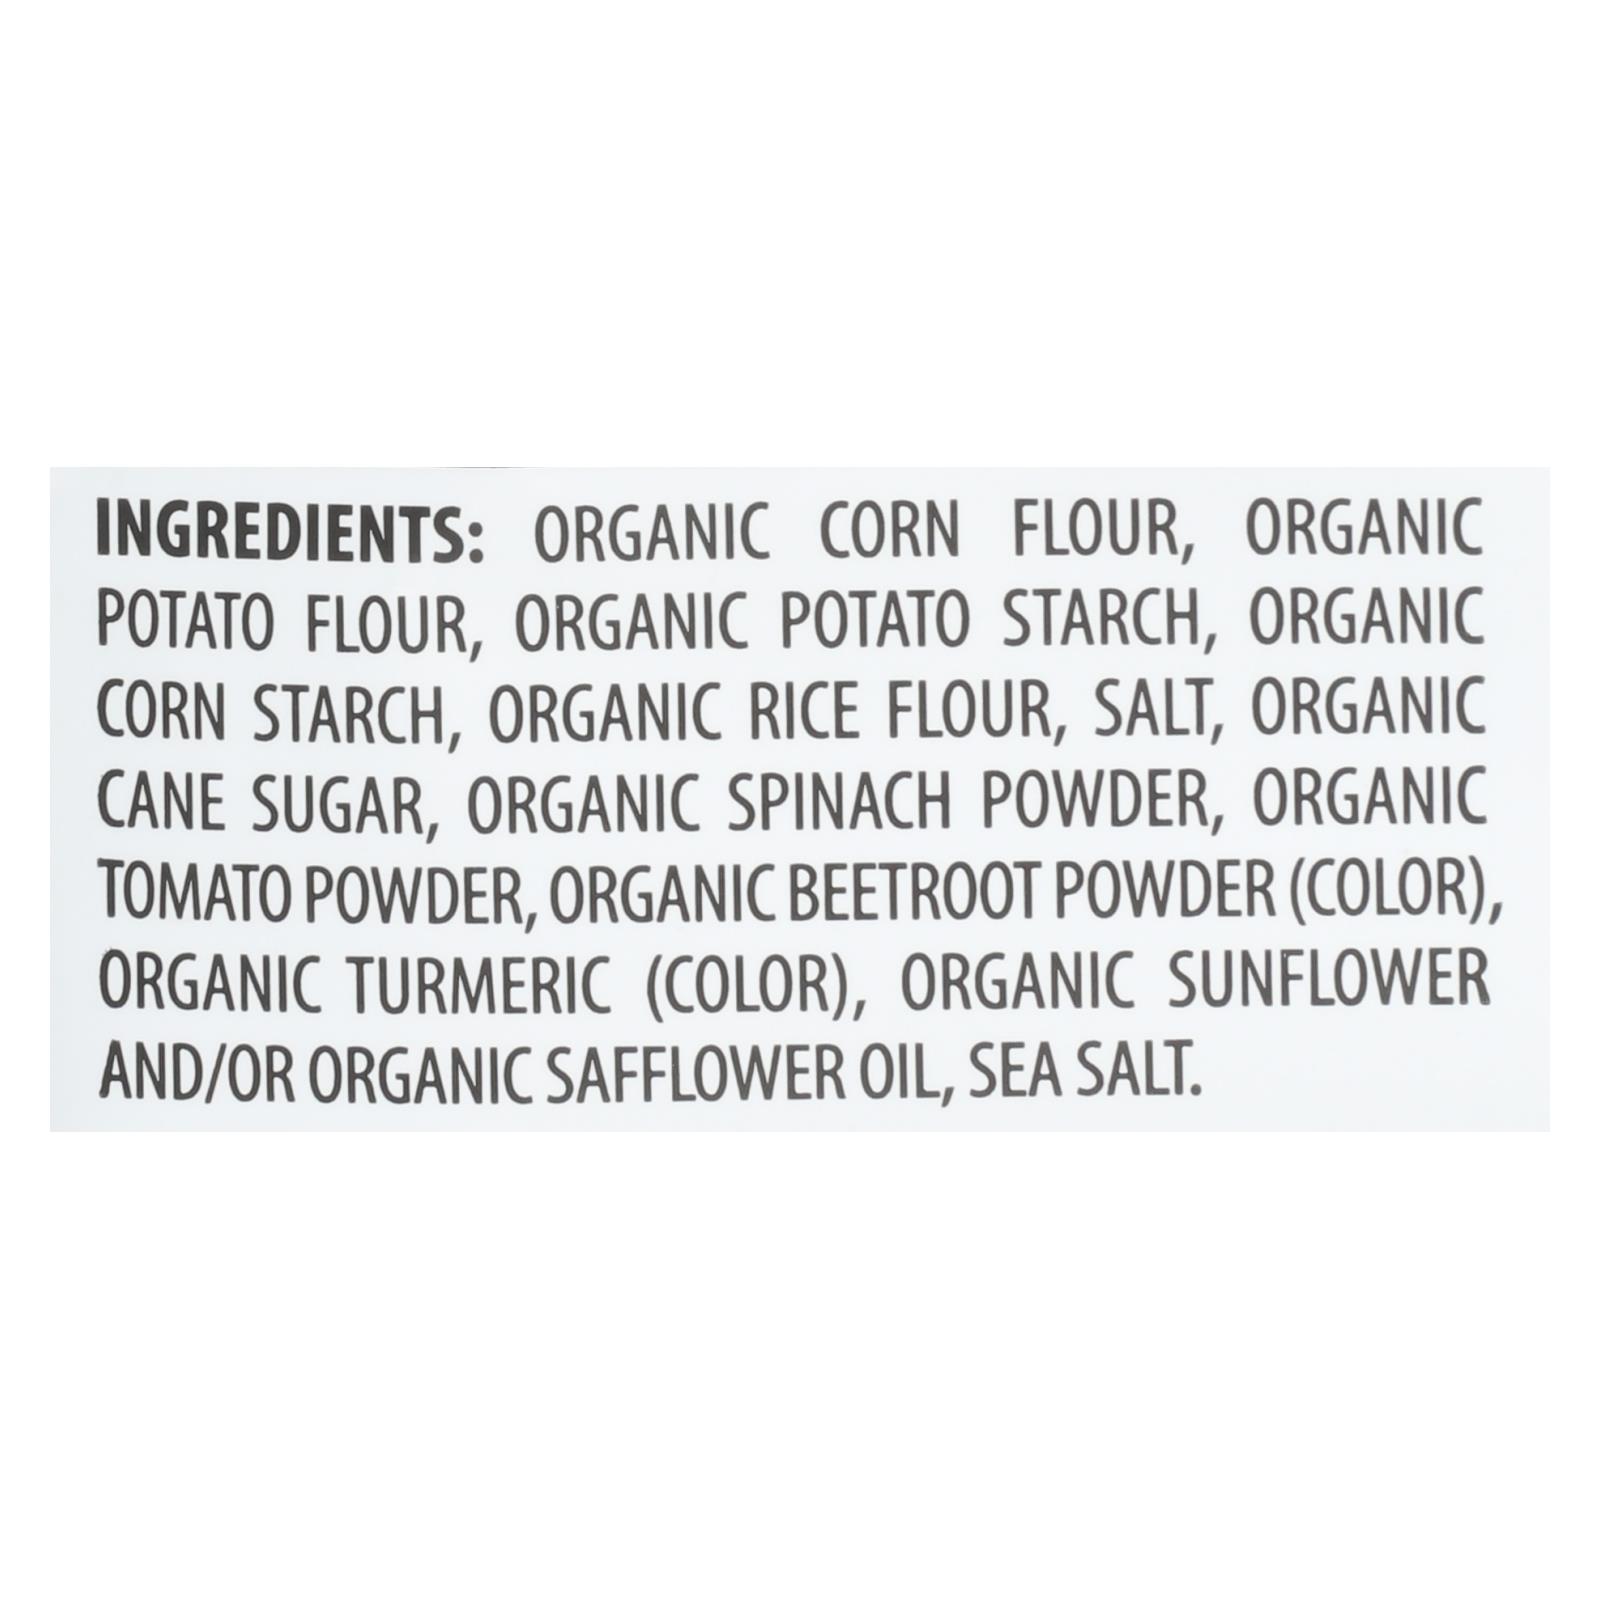 INGREDIENTS: ORGANIC CORN FLOUR, ORGANIC
POTATO FLOUR, ORGANIC POTATO STARCH, ORGANIC
CORN STARCH, ORGANIC RICE FLOUR, SALT, ORGANIC
CANE SUGAR, ORGANIC SPINACH POWDER, ORGANIC
TOMATO POWDER, ORGANIC BEETROOT POWDER (COLOR),
ORGANIC TURMERIC (COLOR), ORGANIC SUNFLOWER
AND/OR ORGANIC SAFFLOWER OIL, SEA SALT.